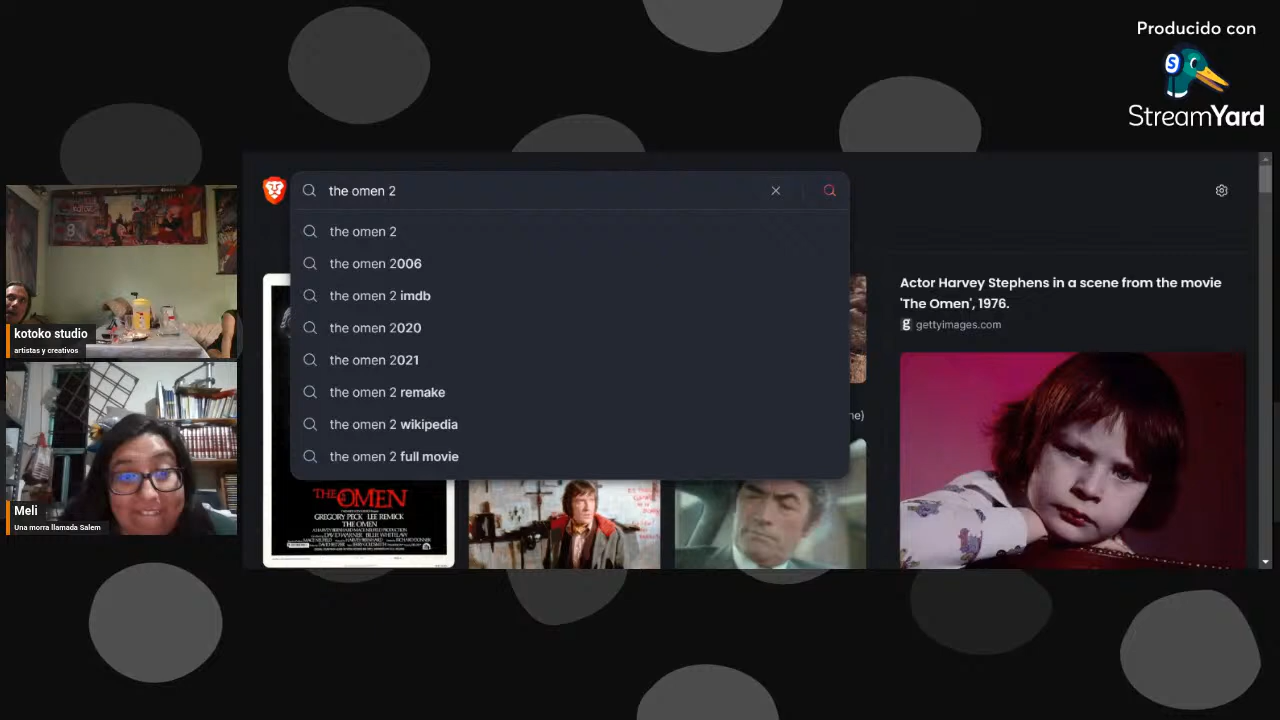 Producido con
StreamYard
the omen 2
the omen 2
the omen 2006
the omen 2 imdb
the omen 2020
the omen 2021
the omen 2 remake
the omen 2 wikipedia
the omen 2 full movie
Actor Harvey Stephens in a scene from the movie
'The Omen', 1976.
g gettyimages.com
ne)
THE OMEN
GREGORY PECK LEE REMICK
THE OMEN
kotoko studio
artistas y creativos
Meli
Una morra llamada Salem